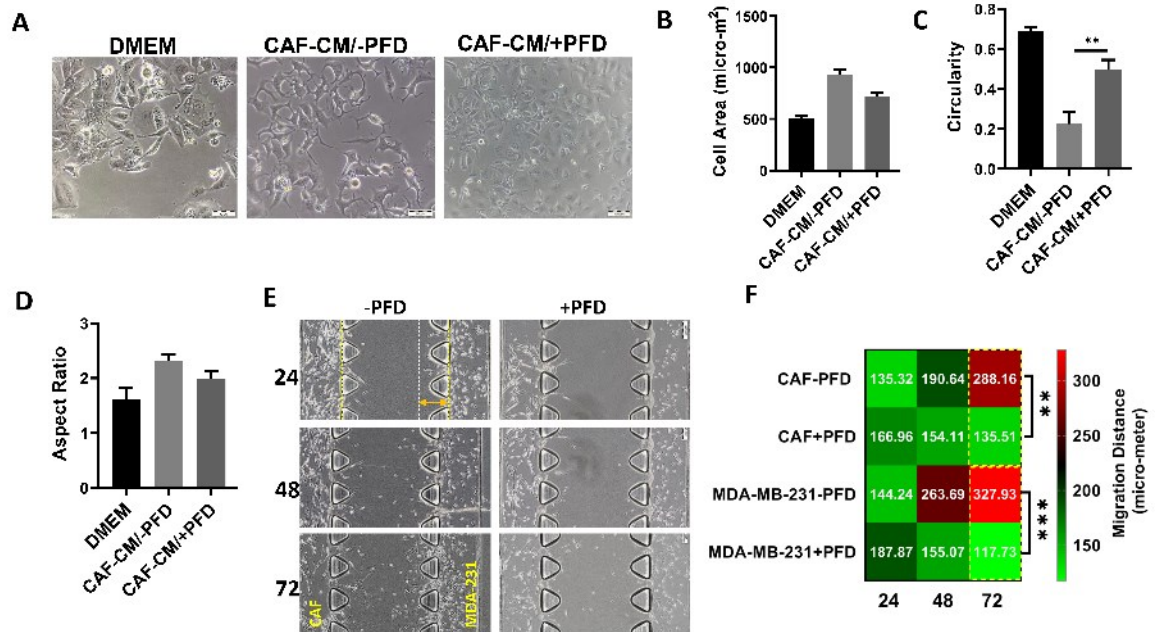 A
DMEM
CAF-CM/-PFD
CAF-CM/+PFD
B
Cell Area (micro-m²)
1500
1000
500
0
DMEM
CAF-CM/-PFD
CAF-CM/+PFD
C
Circularity
0.8
0.6
0.4
0.2
0.0
**
DMEM
CAF-CM/-PFD
CAF-CM/+PFD
D
Aspect Ratio
3
2
1
0
DMEM
CAF-CM/-PFD
CAF-CM/+PFD
E
-PFD
+PFD
24
48
72
CAF
MDA-231
F
CAF-PFD
135.32 190.64 288.16
CAF+PFD
166.96 154.11 135.51
MDA-MB-231-PFD
144.24 263.69 327.93
MDA-MB-231+PFD
187.87 155.07 117.73
24 48 72
**
***
300
250
200
150
Migration Distance
(micro-meter)